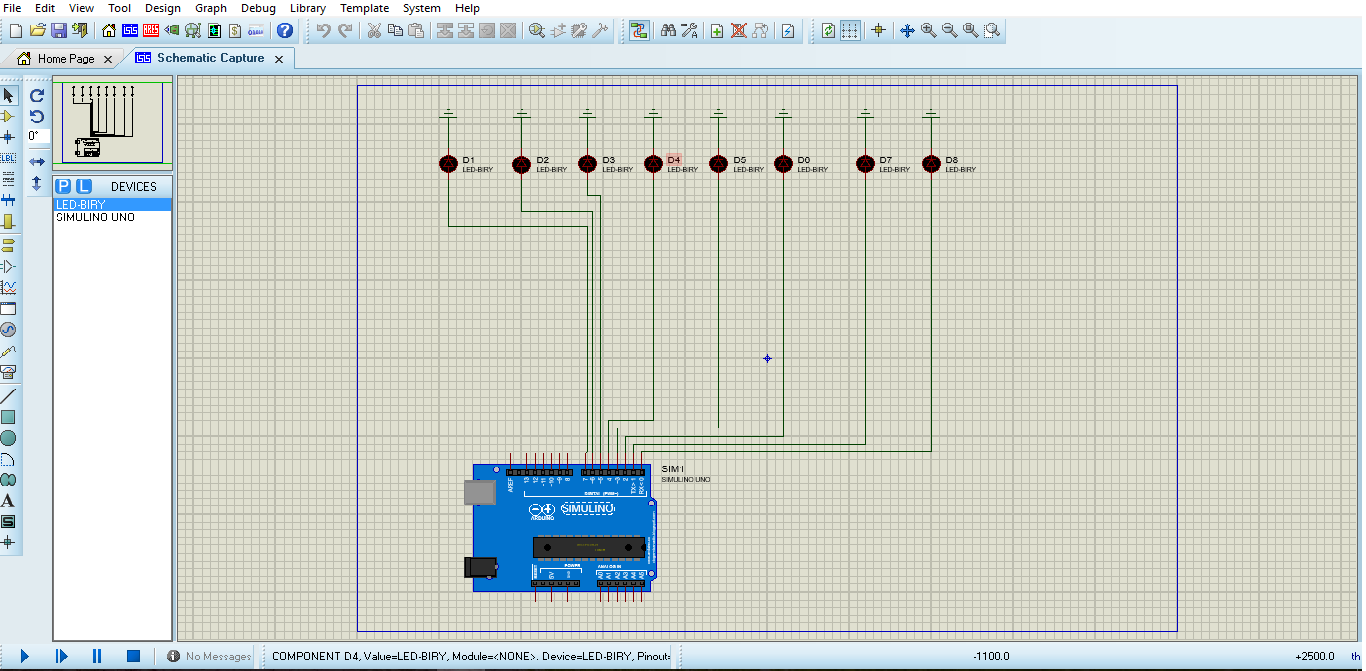 File Edit View Tool Design Graph Debug Library Template System Help
Home Page
Schematic Capture
0°
LBL
P L DEVICES
LED-BIRY
SIMULINO UNO
D1
LED-BIRY
D2
LED-BIRY
D3
LED-BIRY
D4
LED-BIRY
D5
LED-BIRY
D0
LED-BIRY
D7
LED-BIRY
D8
LED-BIRY
SIM1
SIMULINO UNO
AREF
13
12
~11
~10
~9
8
7
~6
~5
4
~3
2
TX>1
RX<0
DIGITAL (PWM~)
SIMULINO
ARDUINO
POWER
ANALOG IN
5V
A0
A1
A2
A3
A4
A5
A
S
No Messages
COMPONENT D4, Value=LED-BIRY, Module=<NONE>. Device=LED-BIRY, Pinout=
-1100.0
+2500.0
th